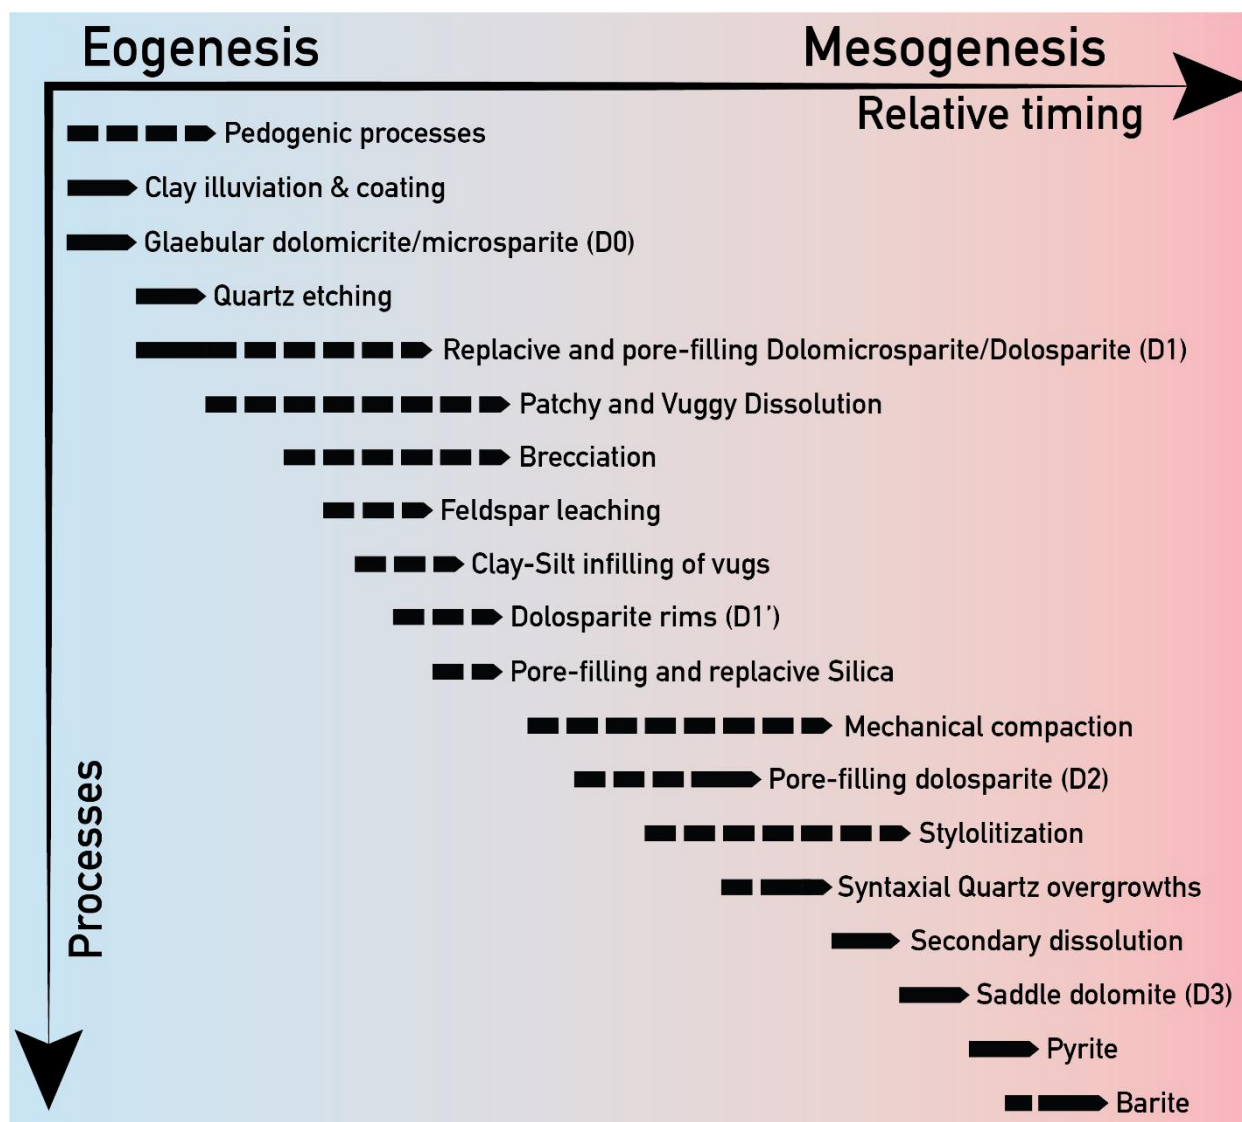 Eogenesis
Mesogenesis
Relative timing
Pedogenic processes
Clay illuviation & coating
Glaebular dolomicrite/microsparite (D0)
Quartz etching
Replacive and pore-filling Dolomicrosparite/Dolosparite (D1)
Patchy and Vuggy Dissolution
Brecciation
Feldspar leaching
Clay-Silt infilling of vugs
Dolosparite rims (D1’)
Pore-filling and replacive Silica
Mechanical compaction
Pore-filling dolosparite (D2)
Stylolitization
Syntaxial Quartz overgrowths
Secondary dissolution
Saddle dolomite (D3)
Pyrite
Barite
Processes